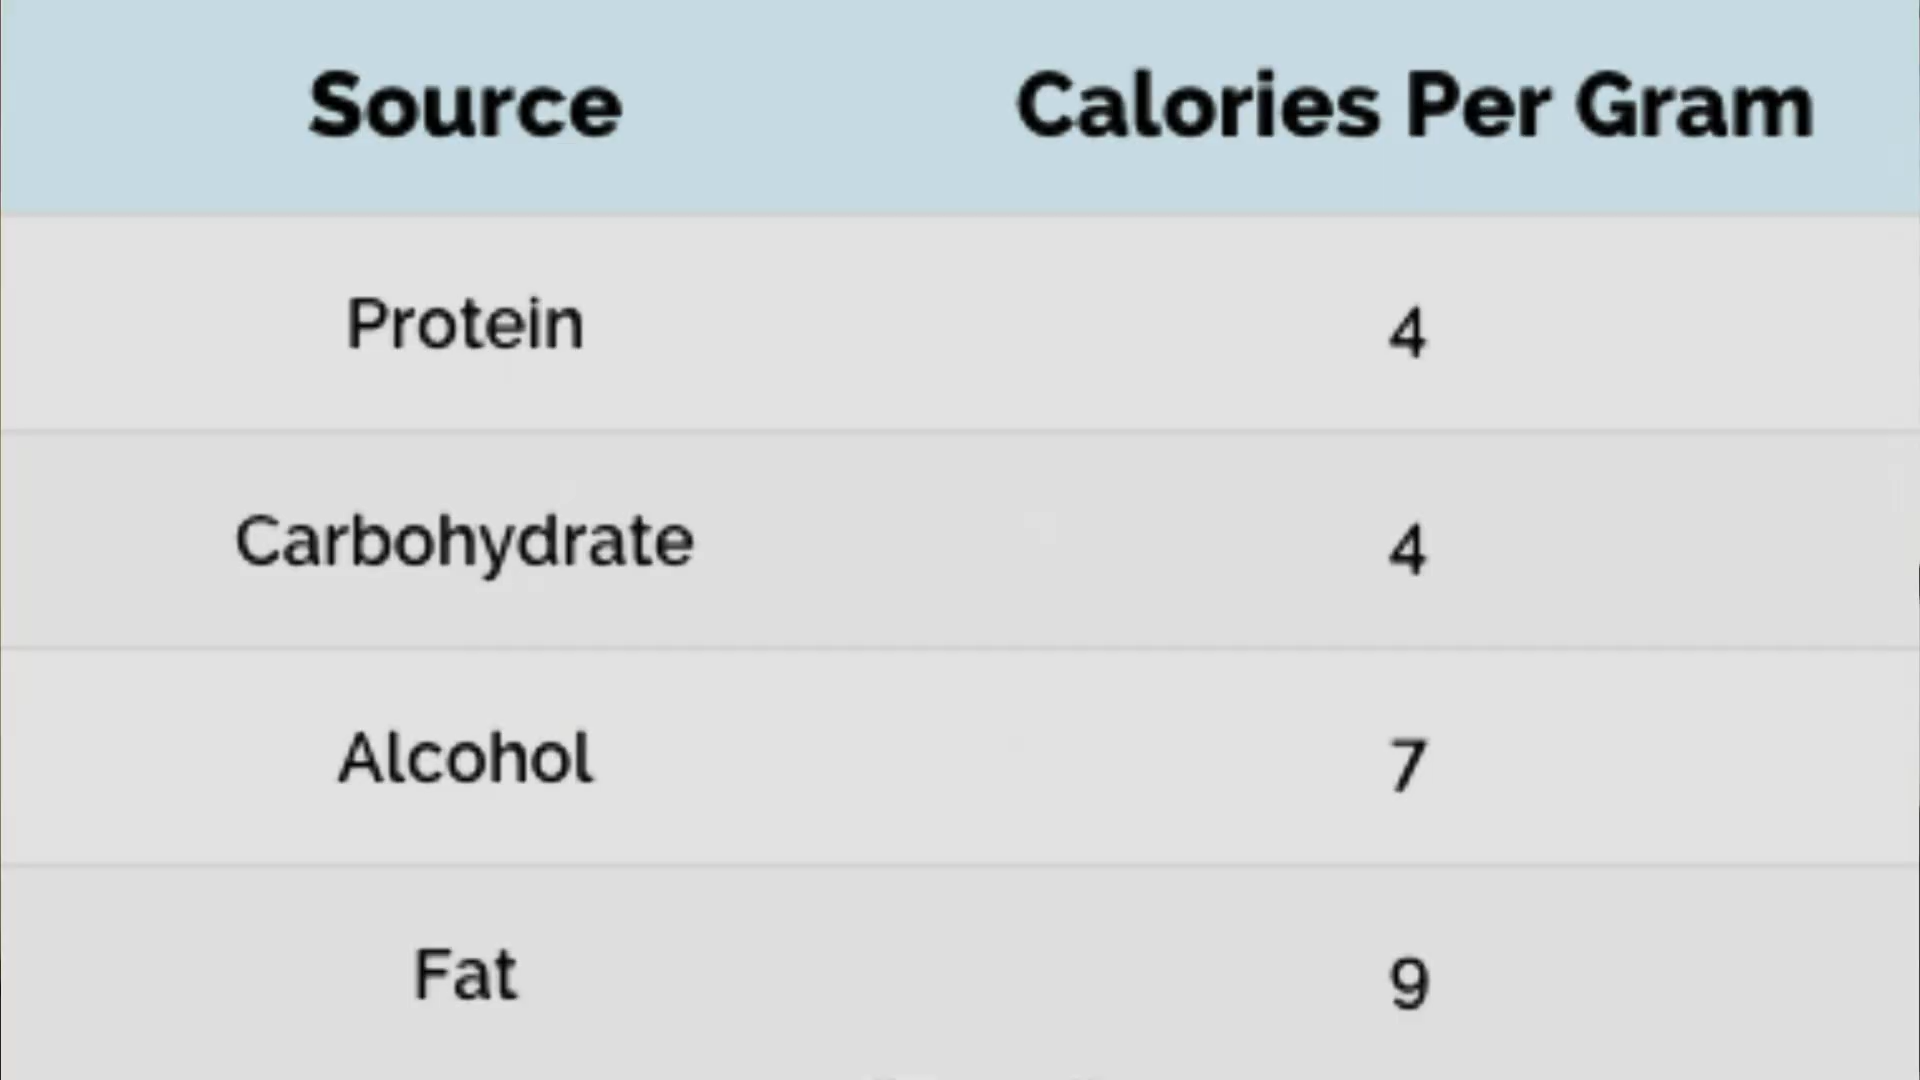 Source Calories Per Gram
Protein 4
Carbohydrate 4
Alcohol 7
Fat 9